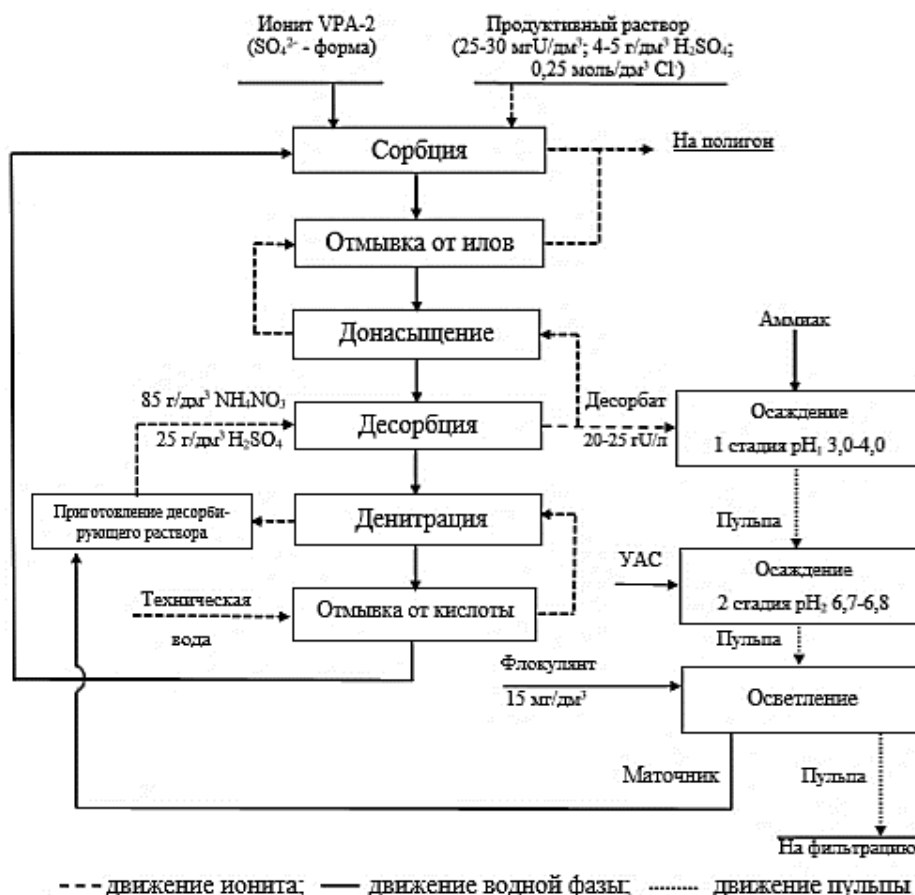 Ионит VPA-2
(SO₄²⁻ - форма)
Продуктивный раствор
(25-30 мгU/дм³; 4-5 г/дм³ H₂SO₄;
0,25 моль/дм³ Cl⁻)
Сорбция
На полигон
Отмывка от илов
Донасыщение
Аммиак
85 г/дм³ NH₄NO₃
25 г/дм³ H₂SO₄
Десорбция
Десорбат
20-25 гU/л
Осаждение
1 стадия pH₁ 3,0-4,0
Приготовление десорби-
рующего раствора
Денитрация
Пульпа
УАС
Осаждение
2 стадия pH₂ 6,7-6,8
Техническая
вода
Отмывка от кислоты
Пульпа
Флокулянт
15 мг/дм³
Осветление
Маточник
Пульпа
На фильтрацию
движение ионита; движение водной фазы; движение пульпы